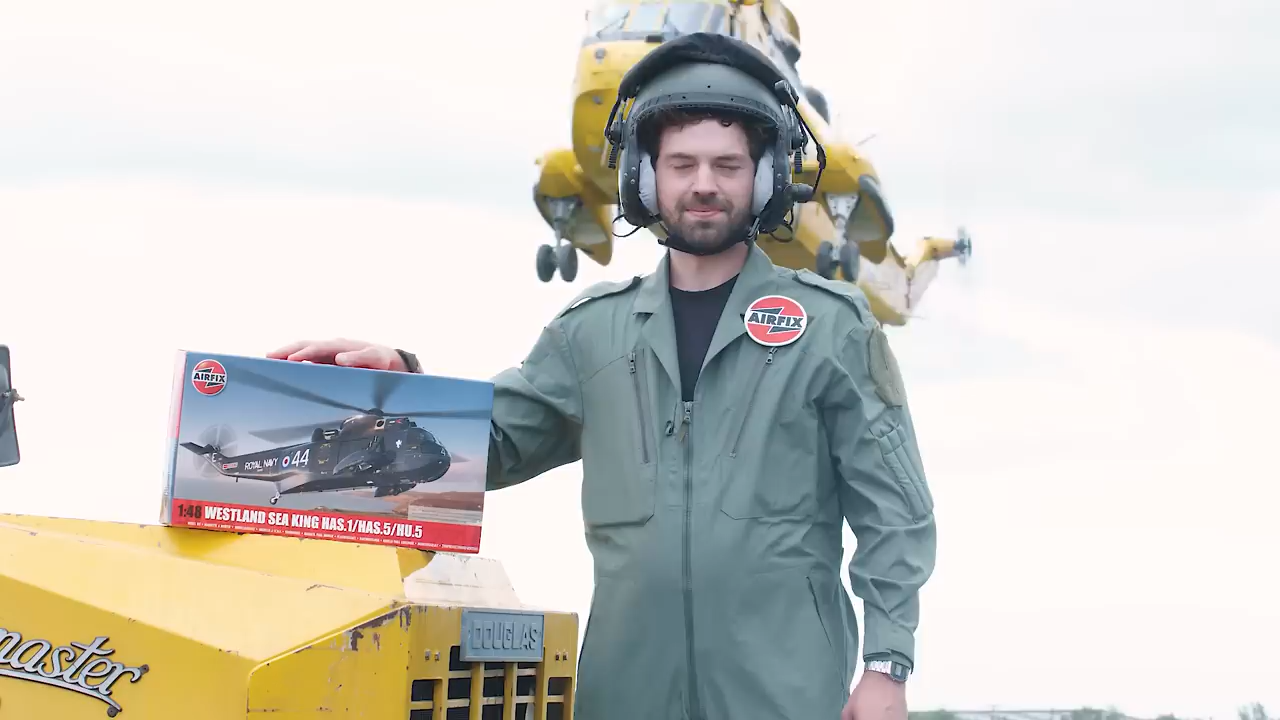 AIRFIX
AIRFIX
ROYAL NAVY 44
1:48 WESTLAND SEA KING HAS.1/HAS.5/HU.5
DOUGLAS
master